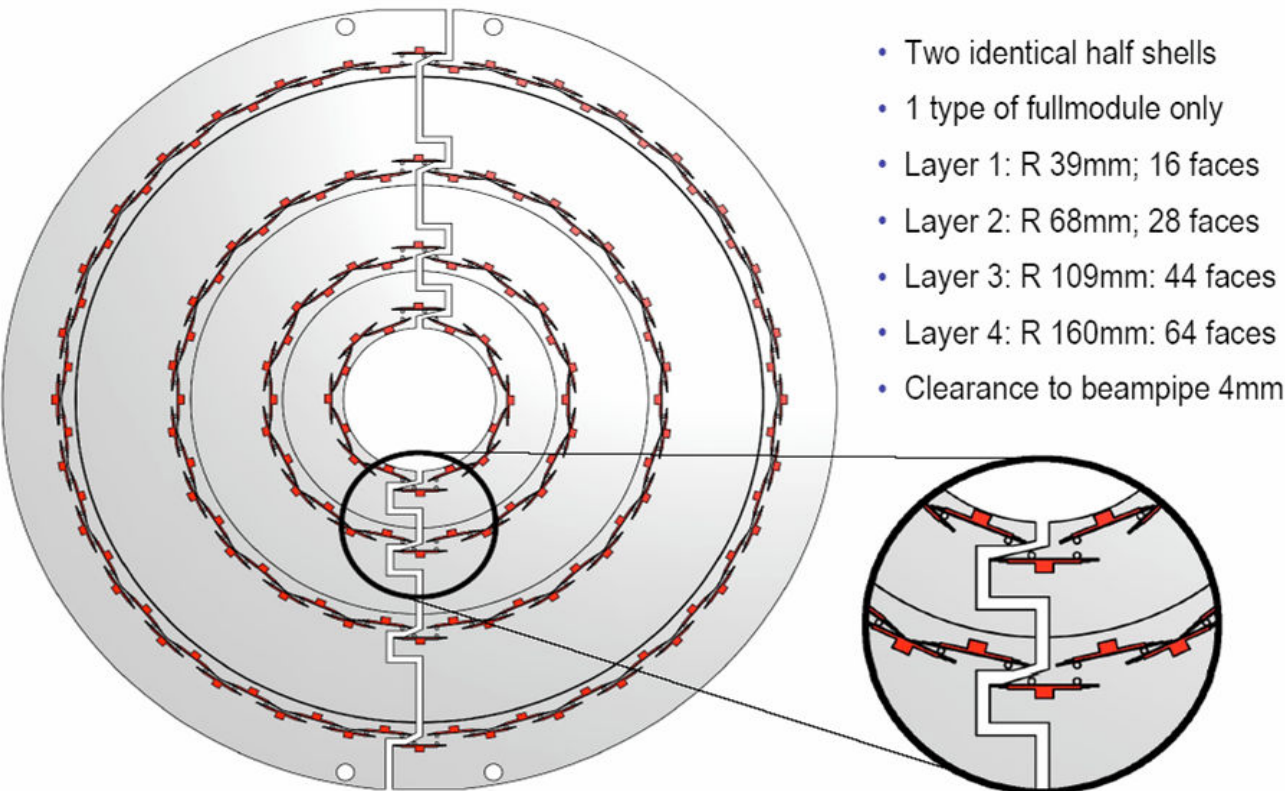 • Two identical half shells
• 1 type of fullmodule only
• Layer 1: R 39mm; 16 faces
• Layer 2: R 68mm; 28 faces
• Layer 3: R 109mm: 44 faces
• Layer 4: R 160mm: 64 faces
• Clearance to beampipe 4mm